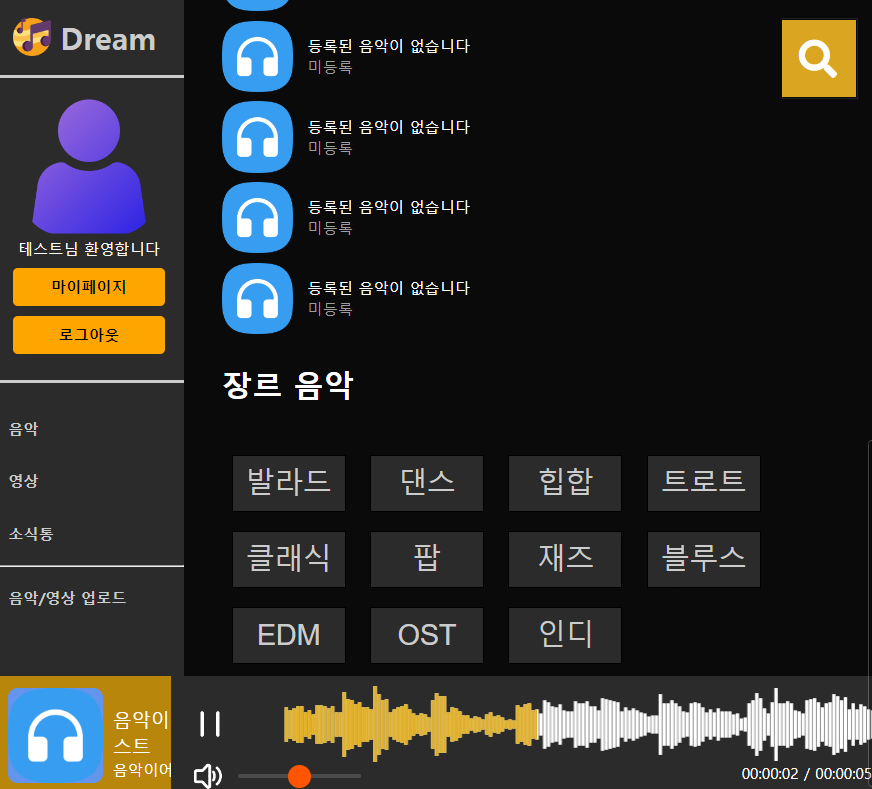 Dream
테스트님 환영합니다
마이페이지
로그아웃
음악
영상
소식통
음악/영상 업로드
등록된 음악이 없습니다
미등록
등록된 음악이 없습니다
미등록
등록된 음악이 없습니다
미등록
등록된 음악이 없습니다
미등록
장르 음악
발라드 댄스 힙합 트로트
클래식 팝 재즈 블루스
EDM OST 인디
음악이
스트
음악이어
00:00:02 / 00:00:05